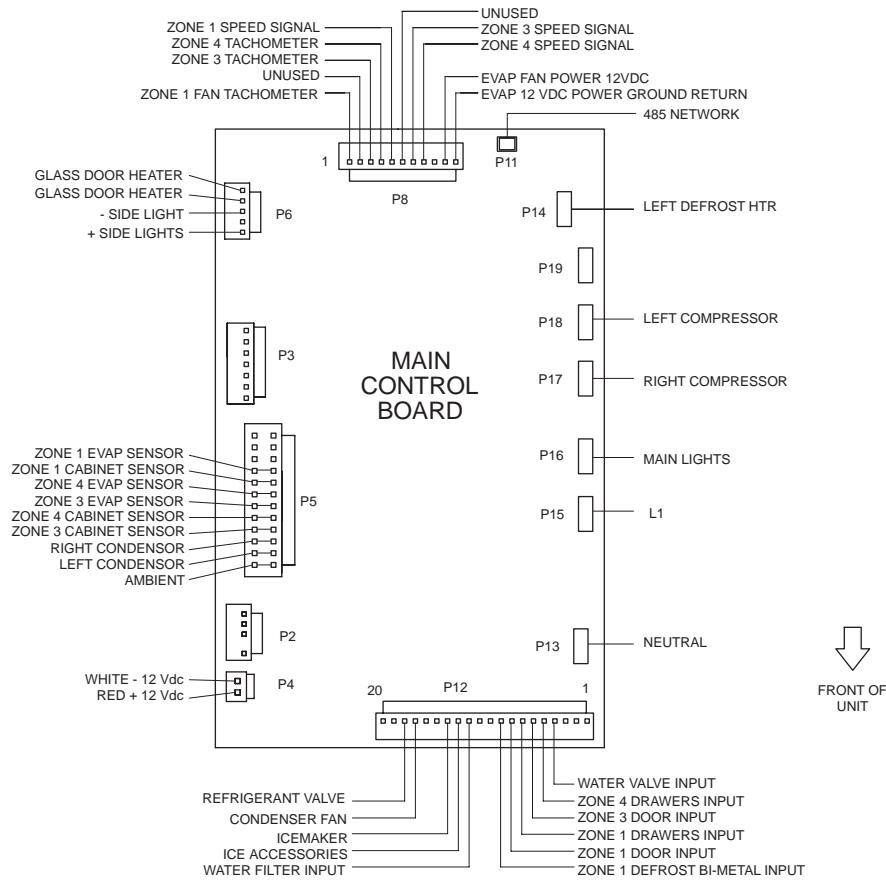 UNUSED
ZONE 1 SPEED SIGNAL
ZONE 3 SPEED SIGNAL
ZONE 4 TACHOMETER
ZONE 4 SPEED SIGNAL
ZONE 3 TACHOMETER
UNUSED
EVAP FAN POWER 12VDC
ZONE 1 FAN TACHOMETER
EVAP 12 VDC POWER GROUND RETURN
485 NETWORK
1
P11
P8
GLASS DOOR HEATER
GLASS DOOR HEATER
- SIDE LIGHT
+ SIDE LIGHTS
P6
P14
LEFT DEFROST HTR
P19
P18
LEFT COMPRESSOR
P3
MAIN
CONTROL
BOARD
P17
RIGHT COMPRESSOR
P16
MAIN LIGHTS
ZONE 1 EVAP SENSOR
ZONE 1 CABINET SENSOR
ZONE 4 EVAP SENSOR
ZONE 3 EVAP SENSOR
ZONE 4 CABINET SENSOR
ZONE 3 CABINET SENSOR
RIGHT CONDENSOR
LEFT CONDENSOR
AMBIENT
P5
P15
L1
P2
P13
NEUTRAL
WHITE - 12 Vdc
RED + 12 Vdc
P4
20
P12
1
FRONT OF
UNIT
REFRIGERANT VALVE
CONDENSER FAN
ICEMAKER
ICE ACCESSORIES
WATER FILTER INPUT
WATER VALVE INPUT
ZONE 4 DRAWERS INPUT
ZONE 3 DOOR INPUT
ZONE 1 DRAWERS INPUT
ZONE 1 DOOR INPUT
ZONE 1 DEFROST BI-METAL INPUT